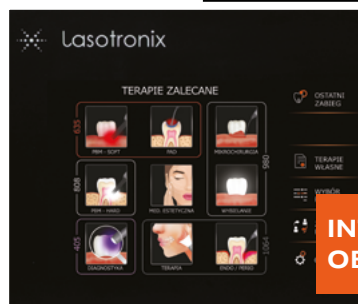 Lasotronix
TERAPIE ZALECANE
OSTATNI
ZABIEG
635
PBM - SOFT
PAD
MIKROCHIRURGIA
980
TERAPIE
WŁASNE
808
PBM - HARD
MED. ESTETYCZNA
WYBIELANIE
WYBÓR
405
DIAGNOSTYKA
TERAPIA
ENDO / PERIO
1064
IN
OB